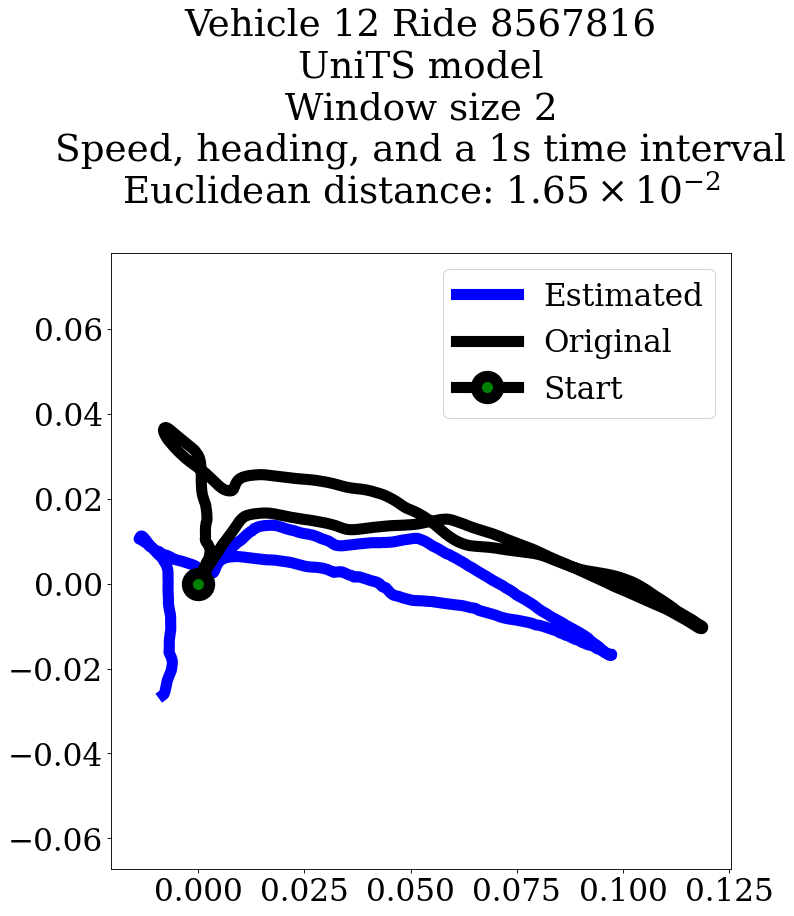 Vehicle 12 Ride 8567816
UniTS model
Window size 2
Speed, heading, and a 1s time interval
Euclidean distance: 1.65 × 10⁻²
Estimated
Original
Start
0.06
0.04
0.02
0.00
−0.02
−0.04
−0.06
0.000 0.025 0.050 0.075 0.100 0.125